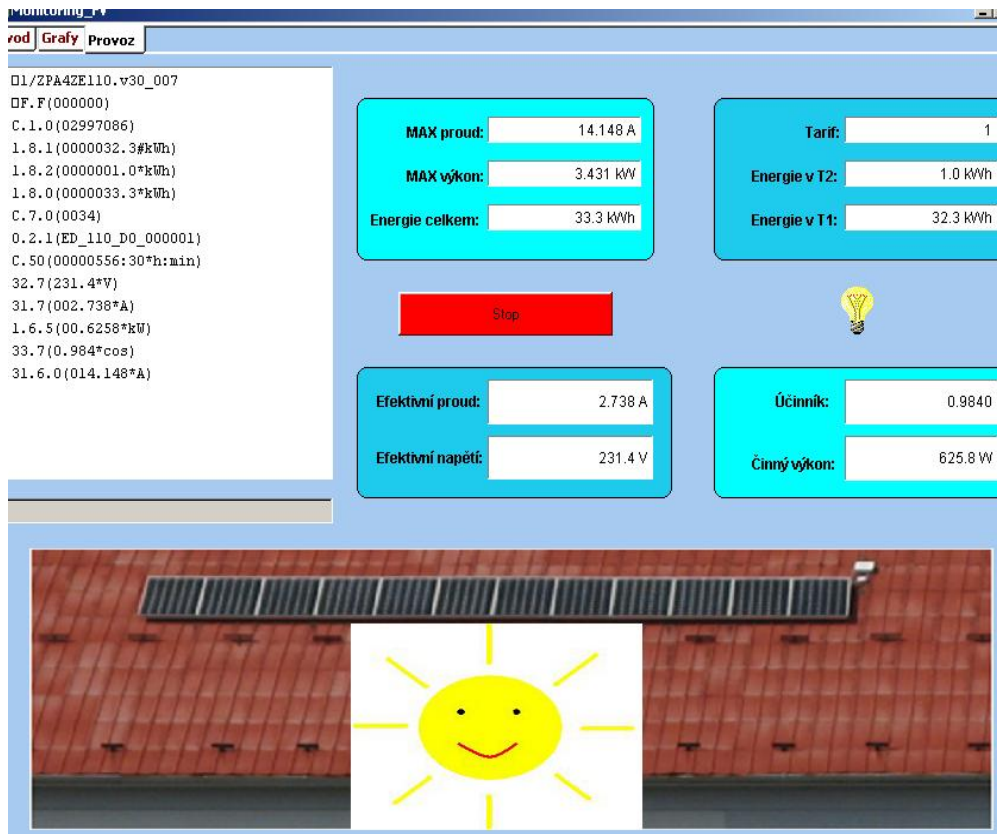 Monitoring_FV
vod Grafy Provoz
□1/ZPA4ZE110.v30_007
□F.F(000000)
C.1.0(02997086)
1.8.1(0000032.3#kWh)
1.8.2(0000001.0*kWh)
1.8.0(0000033.3*kWh)
C.7.0(0034)
0.2.1(ED_110_D0_000001)
C.50(00000556:30*h:min)
32.7(231.4*V)
31.7(002.738*A)
1.6.5(00.6258*kW)
33.7(0.984*cos)
31.6.0(014.148*A)
MAX proud: 14.148 A
MAX výkon: 3.431 kW
Energie celkem: 33.3 kWh
Tarif: 1
Energie v T2: 1.0 kWh
Energie v T1: 32.3 kWh
Stop
Efektivní proud: 2.738 A
Efektivní napětí: 231.4 V
Účinník: 0.9840
Činný výkon: 625.8 W